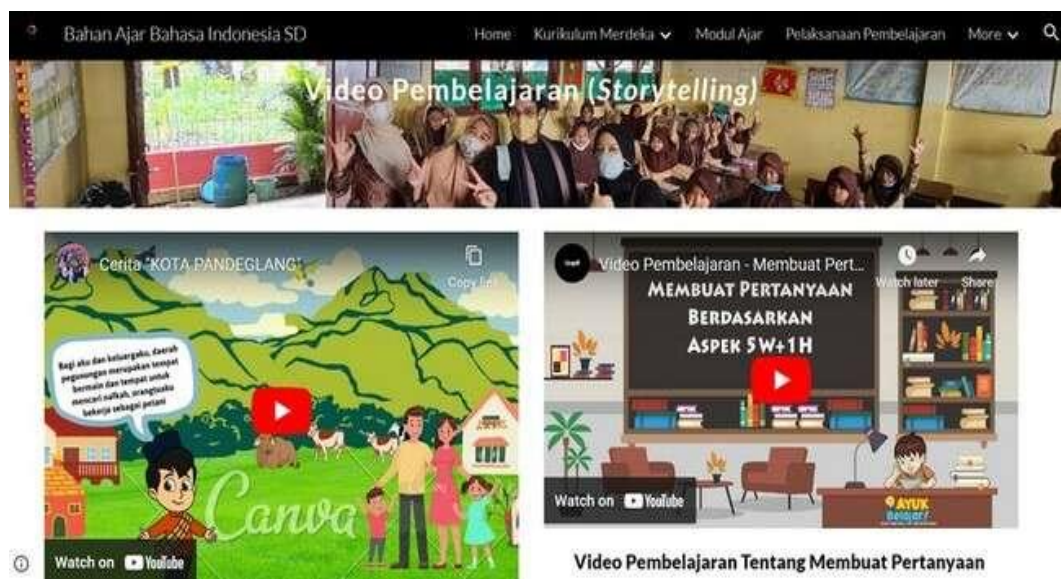 Bahan Ajar Bahasa Indonesia SD
Home Kurikulum Merdeka Modul Ajar Pelaksanaan Pembelajaran More
Video Pembelajaran (Storytelling)
Cerita "KOTA PANDEGLANG"
Copy link
Bagi aku dan keluargaku, daerah
pegunungan merupakan tempat
bermain dan tempat untuk
mencari nafkah, orangtuaku
bekerja sebagai petani
Canva
Watch on YouTube
Video Pembelajaran - Membuat Pert...
Watch later
Share
MEMBUAT PERTANYAAN
BERDASARKAN
ASPEK 5W+1H
AYUK
Belajar!
Watch on YouTube
Video Pembelajaran Tentang Membuat Pertanyaan